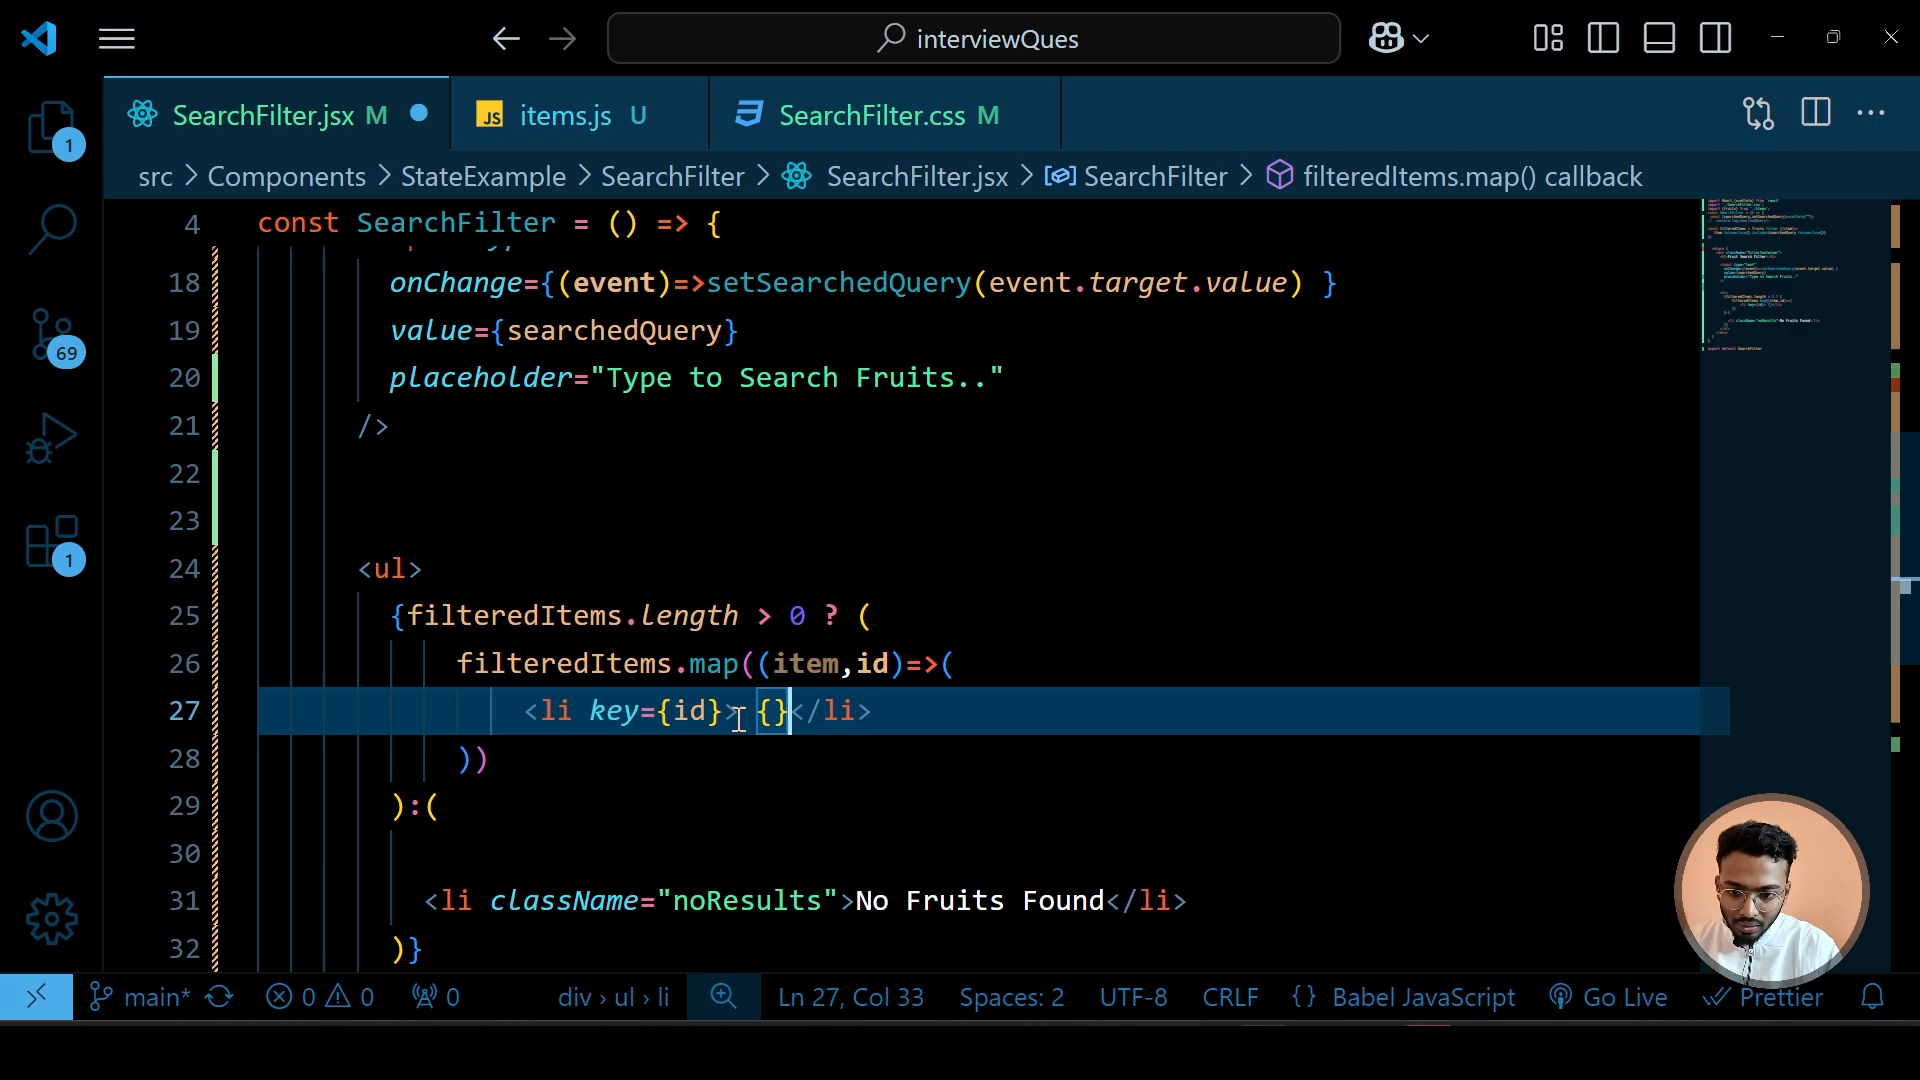 interviewQues
SearchFilter.jsx M
JS items.js U
SearchFilter.css M
src > Components > StateExample > SearchFilter > SearchFilter.jsx > SearchFilter > filteredItems.map() callback
4 const SearchFilter = () => {
18 onChange={(event)=>setSearchedQuery(event.target.value) }
19 value={searchedQuery}
20 placeholder="Type to Search Fruits.."
21 />
22
23
24 <ul>
25 {filteredItems.length > 0 ? (
26 filteredItems.map((item,id)=>(
27 <li key={id}> {}</li>
28 ))
29 ):(
30
31 <li className="noResults">No Fruits Found</li>
32 )}
1
69
1
main* 0 0 0 div › ul › li Ln 27, Col 33 Spaces: 2 UTF-8 CRLF {} Babel JavaScript Go Live Prettier